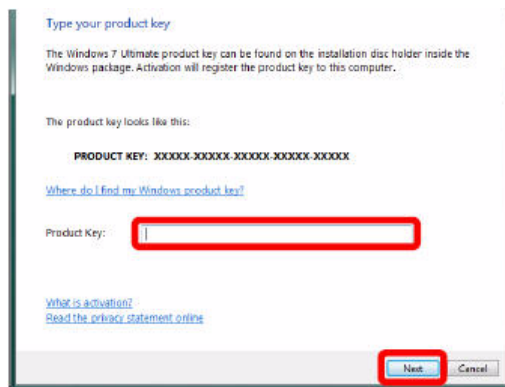 Type your product key
The Windows 7 Ultimate product key can be found on the installation disc holder inside the
Windows package. Activation will register the product key to this computer.
The product key looks like this:
PRODUCT KEY: XXXXX-XXXXX-XXXXX-XXXXX-XXXXX
Where do I find my Windows product key?
Product Key:
What is activation?
Read the privacy statement online
Next Cancel